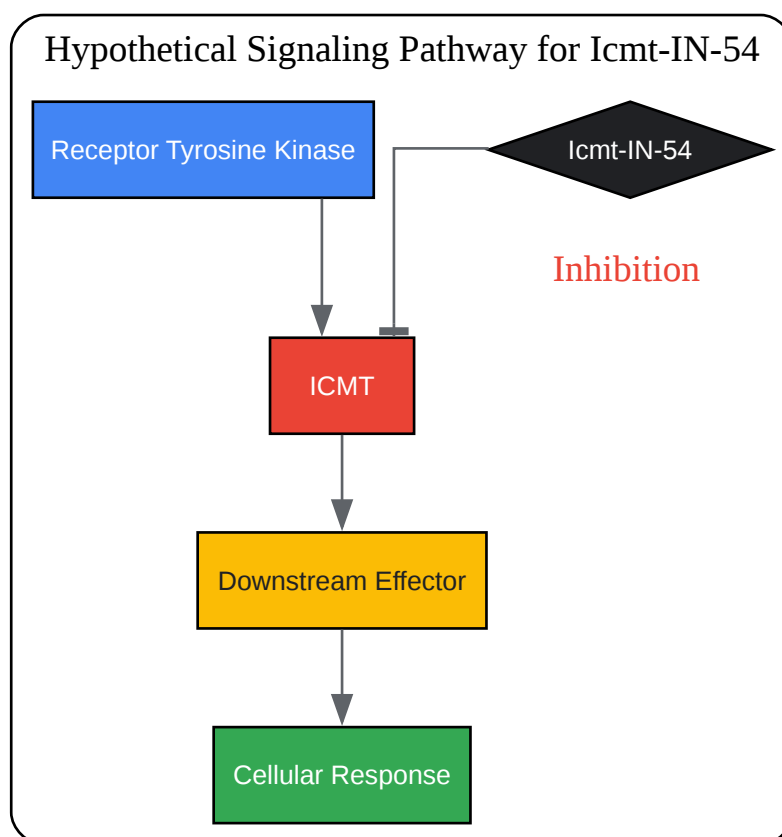 Hypothetical Signaling Pathway for Icmt-IN-54
Receptor Tyrosine Kinase
Icmt-IN-54
Inhibition
ICMT
Downstream Effector
Cellular Response